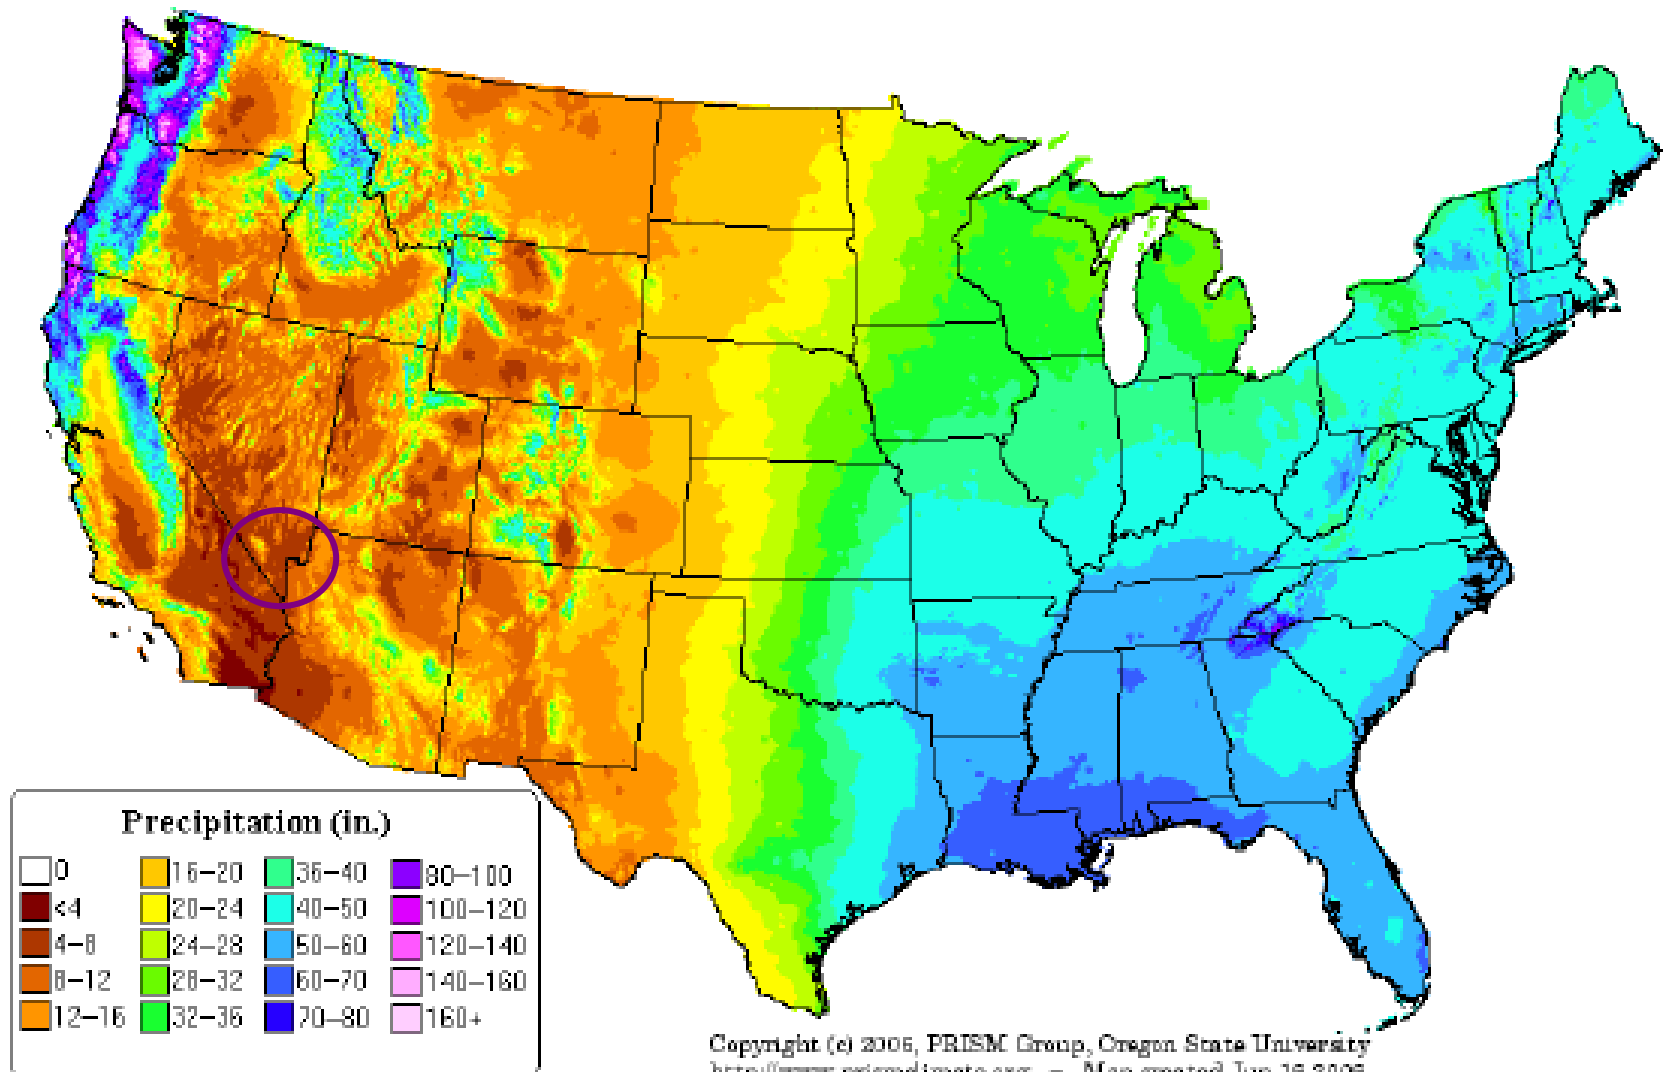 Precipitation (in.)
0 16-20 36-40 80-100
<4 20-24 40-50 100-120
4-8 24-28 50-60 120-140
8-12 28-32 60-70 140-160
12-16 32-36 70-80 160+
Copyright (c) 2006, PRISM Group, Oregon State University